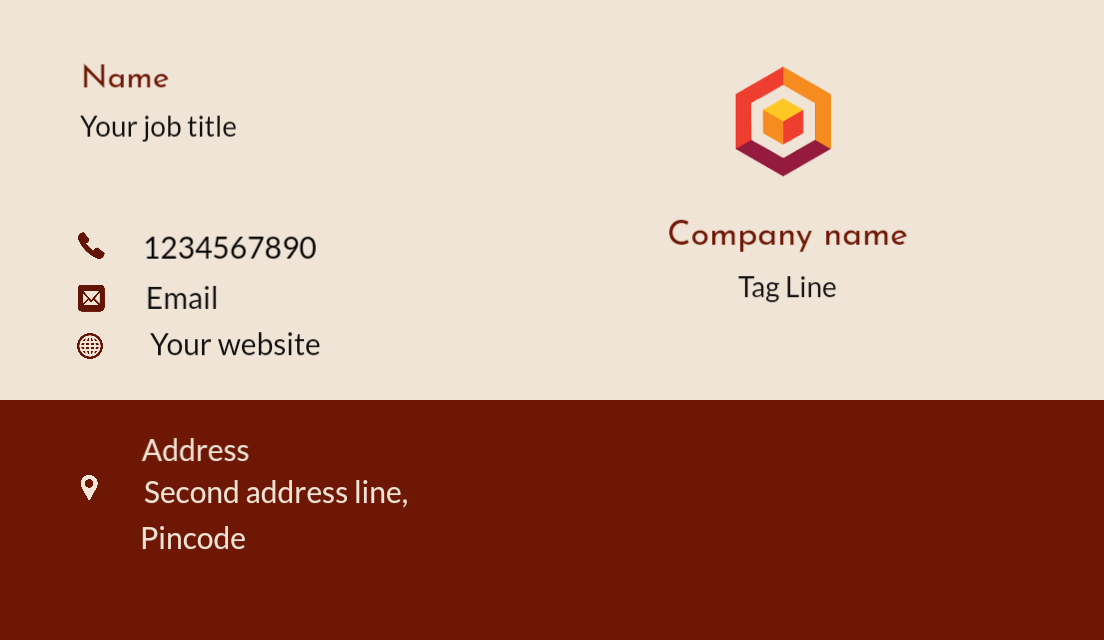 Name
Your job title
1234567890
Email
Your website
Company name
Tag Line
Address
Second address line,
Pincode